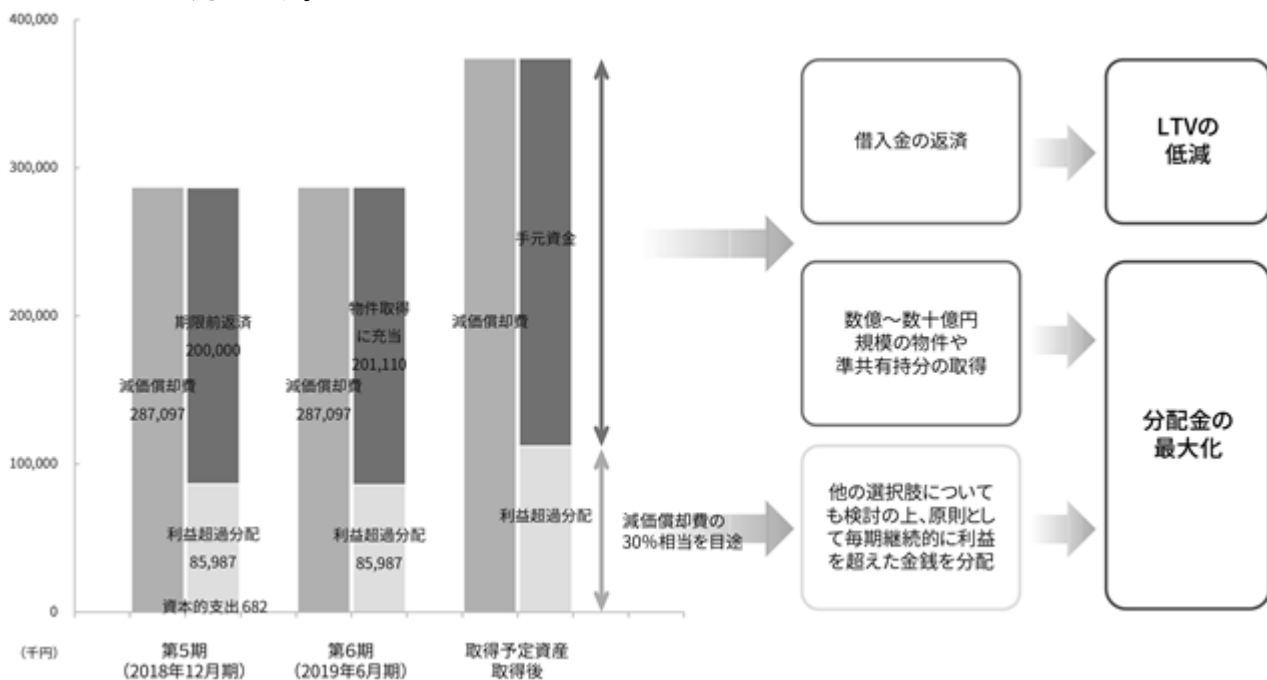 400,000
300,000
200,000
100,000
0
(千円)
減価償却費
287,097
期限前返済
200,000
利益超過分配
85,987
資本的支出 682
第5期
(2018年12月期)
減価償却費
287,097
物件取得
に充当
201,110
利益超過分配
85,987
第6期
(2019年6月期)
減価償却費
手元資金
利益超過分配
取得予定資産
取得後
減価償却費の
30%相当を目途
借入金の返済
数億～数十億円
規模の物件や
準共有持分の取得
他の選択肢について
も検討の上、原則とし
て毎期継続的に利益
を超えた金銭を分配
LTVの
低減
分配金の
最大化